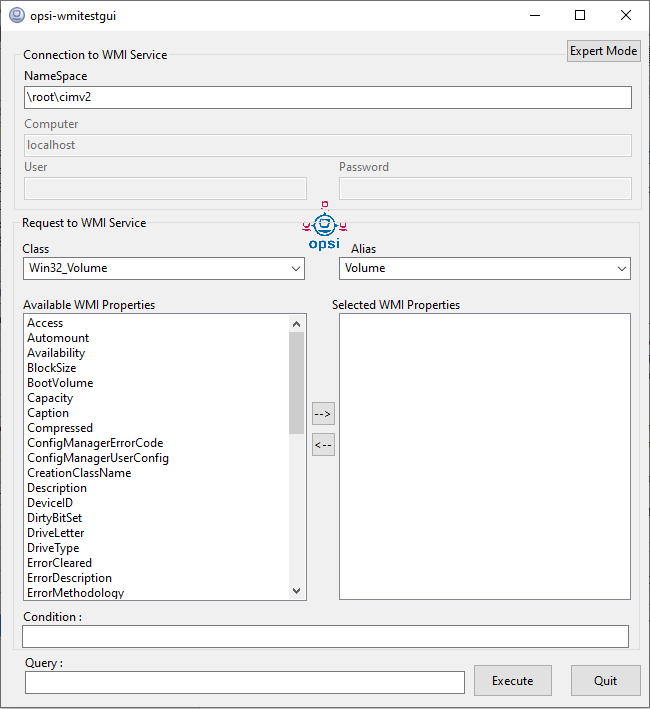 opsi-wmitestgui
Expert Mode
Connection to WMI Service
NameSpace
\root\cimv2
Computer
localhost
User
Password
Request to WMI Service
opsi
Class
Alias
Win32_Volume
Volume
Available WMI Properties
Selected WMI Properties
Access
Automount
Availability
BlockSize
BootVolume
Capacity
Caption
Compressed
ConfigManagerErrorCode
ConfigManagerUserConfig
CreationClassName
Description
DeviceID
DirtyBitSet
DriveLetter
DriveType
ErrorCleared
ErrorDescription
ErrorMethodology
-->
<--
Condition :
Query :
Execute
Quit